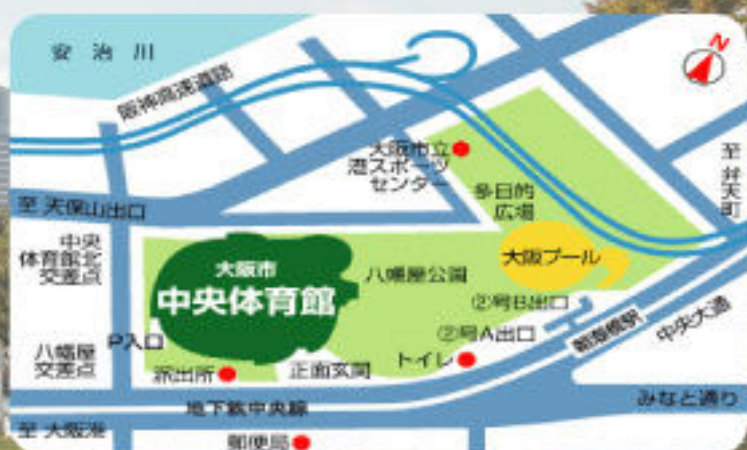 安治川
N
阪神高速道路
大阪市立
港スポーツ
センター
至 弁天町
至 天保山出口
多目的
広場
中央
体育館北
交差点
大阪市
中央体育館
八幡屋公園
大阪プール
②号B出口
②号A出口
朝潮橋駅
中央大通
P入口
八幡屋
交差点
派出所
正面玄関
トイレ
みなと通り
地下鉄中央線
至 大阪港
郵便局